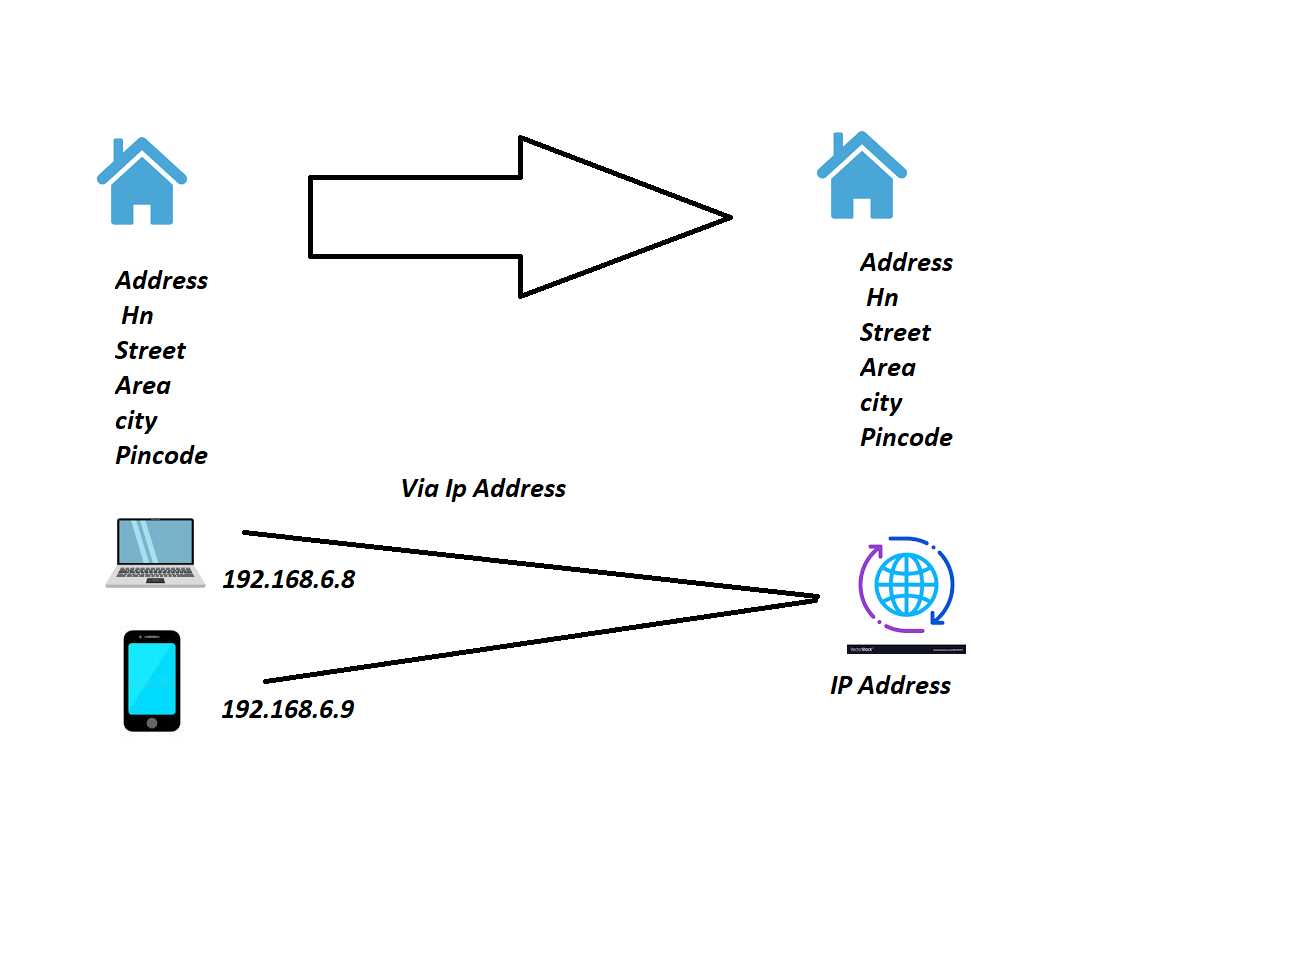 Address
Hn
Street
Area
city
Pincode
Address
Hn
Street
Area
city
Pincode
Via Ip Address
192.168.6.8
192.168.6.9
VectorStock
IP Address